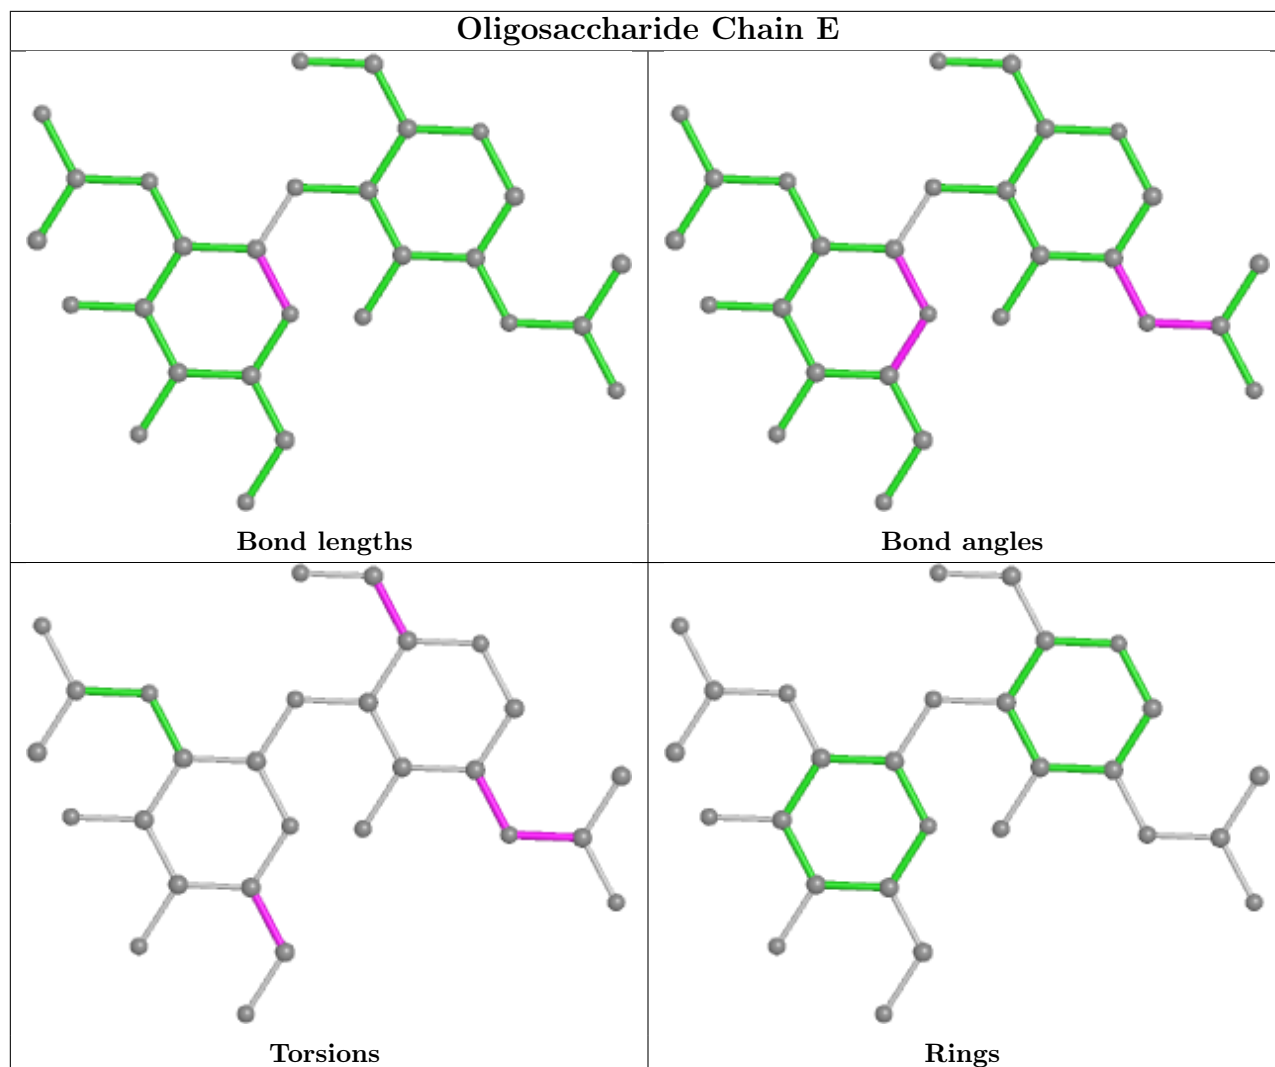 Oligosaccharide Chain E
Bond lengths
Bond angles
Torsions
Rings